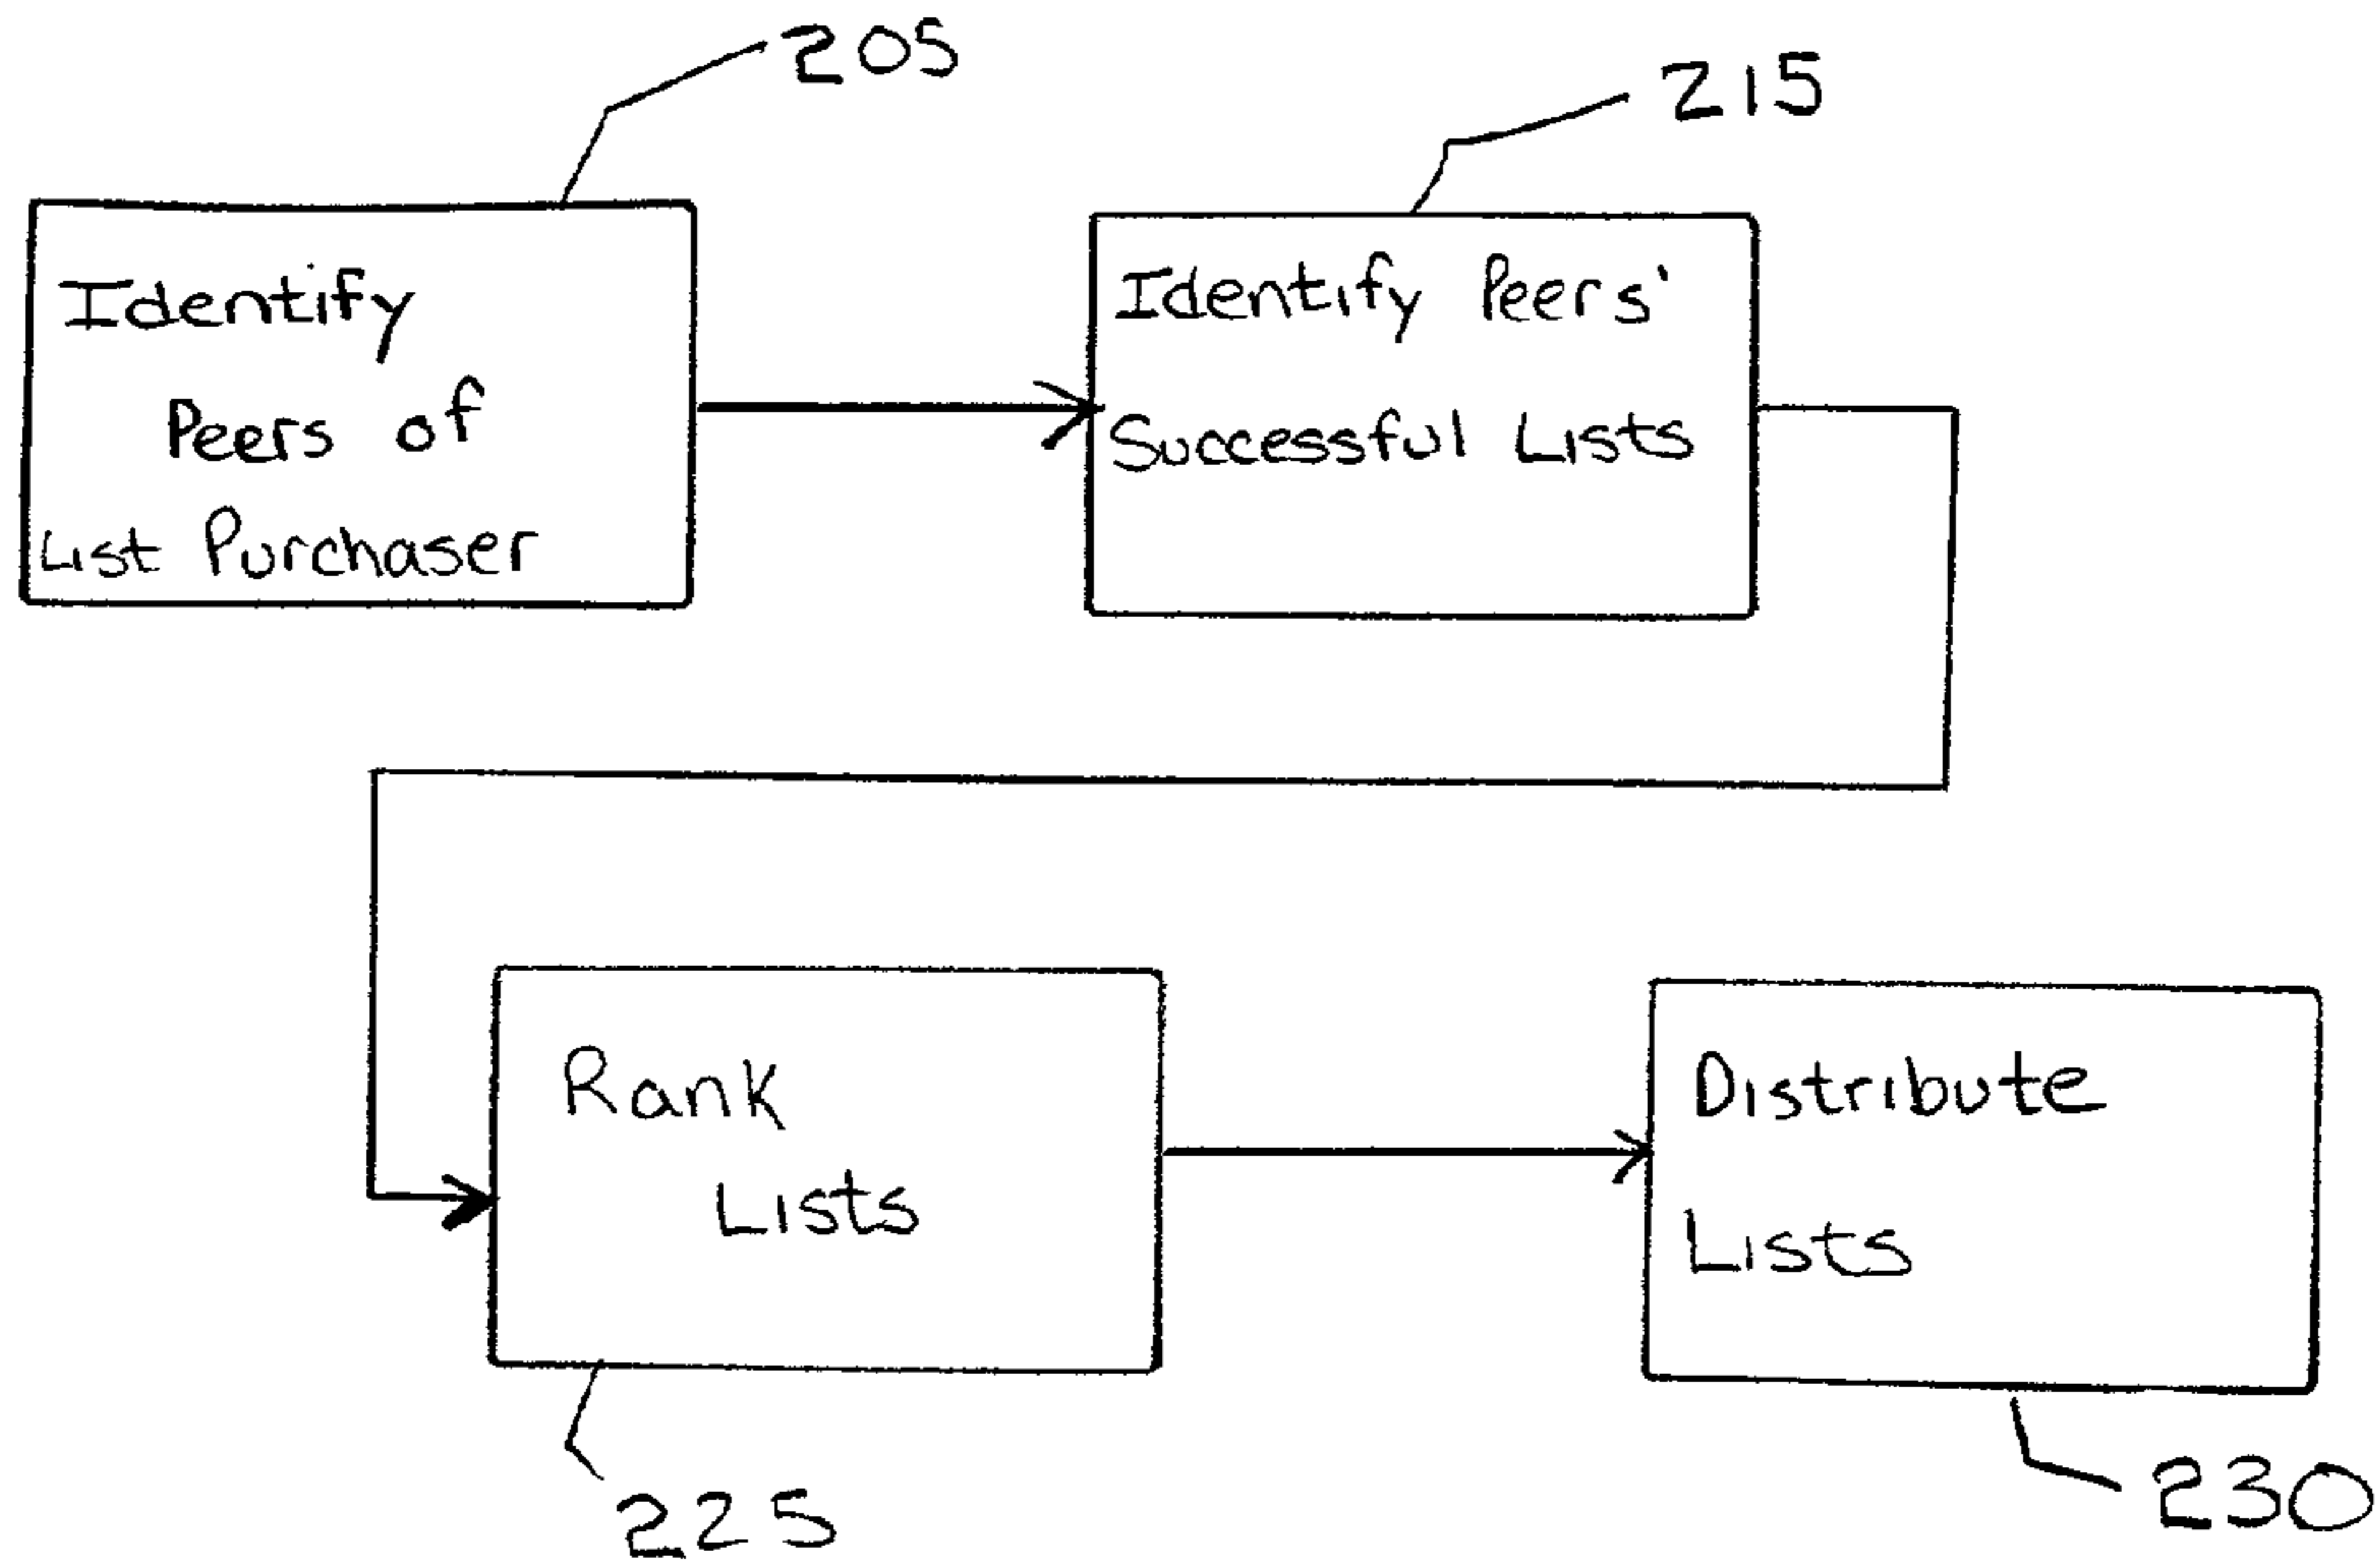 205
215
Identify
Peers of
List Purchaser
Identify Peers'
Successful Lists
Rank
Lists
Distribute
Lists
225
230